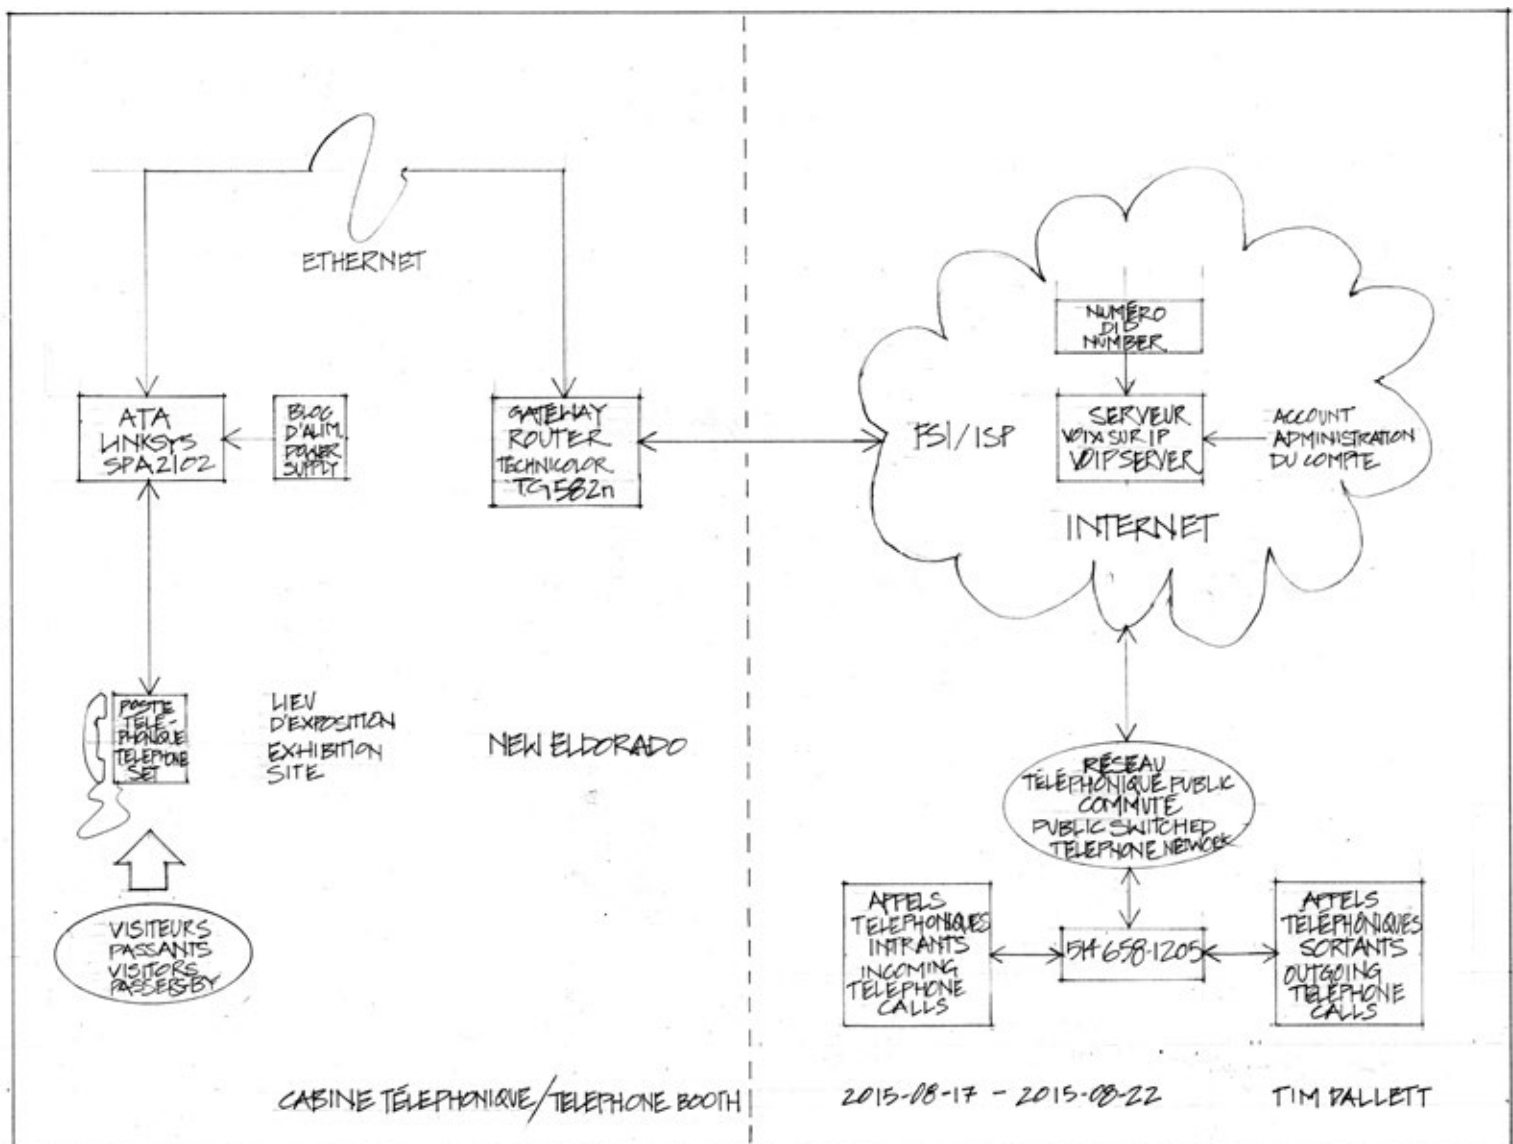 ETHERNET
ATA
LINKSYS
SPA2102
BLOC
D'ALIM.
POWER
SUPPLY
GATEWAY
ROUTER
TECHNICOLOR
TG582n
FSI/ISP
NUMÉRO
DID
NUMBER
SERVEUR
VOIX SUR IP
VOIP SERVER
ACCOUNT
ADMINISTRATION
DU COMPTE
INTERNET
POSTE
TÉLÉ-
PHONIQUE
TELEPHONE
SET
LIEU
D'EXPOSITION
EXHIBITION
SITE
NEW ELDORADO
RÉSEAU
TÉLÉPHONIQUE PUBLIC
COMMUTÉ
PUBLIC SWITCHED
TELEPHONE NETWORK
VISITEURS
PASSANTS
VISITORS
PASSERSBY
APPELS
TÉLÉPHONIQUES
INTRANTS
INCOMING
TELEPHONE
CALLS
514 658-1205
APPELS
TÉLÉPHONIQUES
SORTANTS
OUTGOING
TELEPHONE
CALLS
CABINE TÉLÉPHONIQUE/TELEPHONE BOOTH
2015-08-17 - 2015-08-22
TIM DALLETT